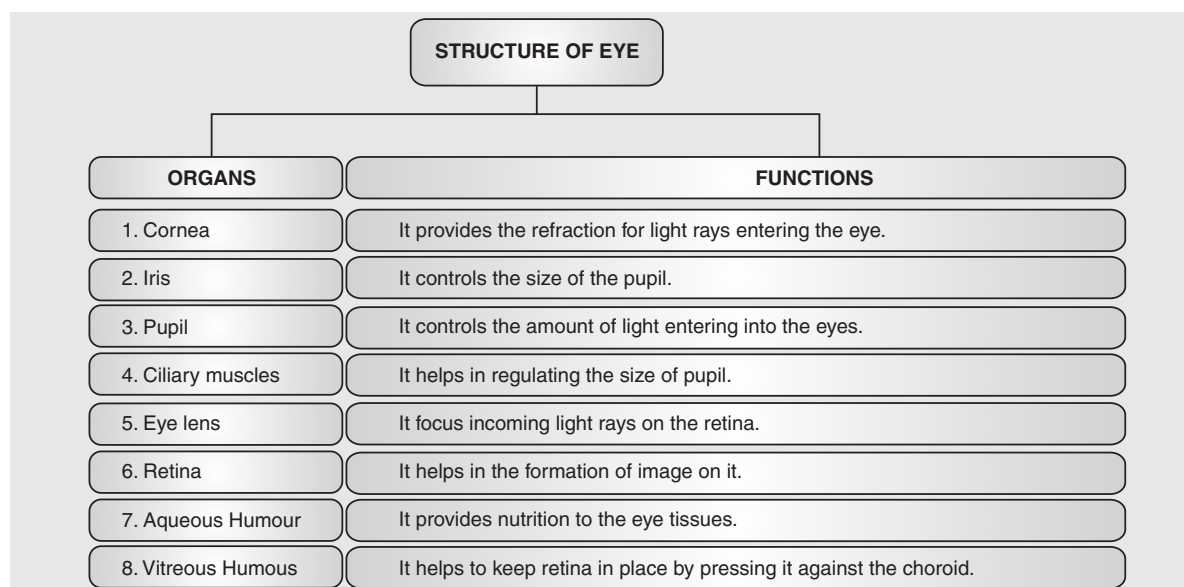 STRUCTURE OF EYE
ORGANS FUNCTIONS
1. Cornea It provides the refraction for light rays entering the eye.
2. Iris It controls the size of the pupil.
3. Pupil It controls the amount of light entering into the eyes.
4. Ciliary muscles It helps in regulating the size of pupil.
5. Eye lens It focus incoming light rays on the retina.
6. Retina It helps in the formation of image on it.
7. Aqueous Humour It provides nutrition to the eye tissues.
8. Vitreous Humous It helps to keep retina in place by pressing it against the choroid.